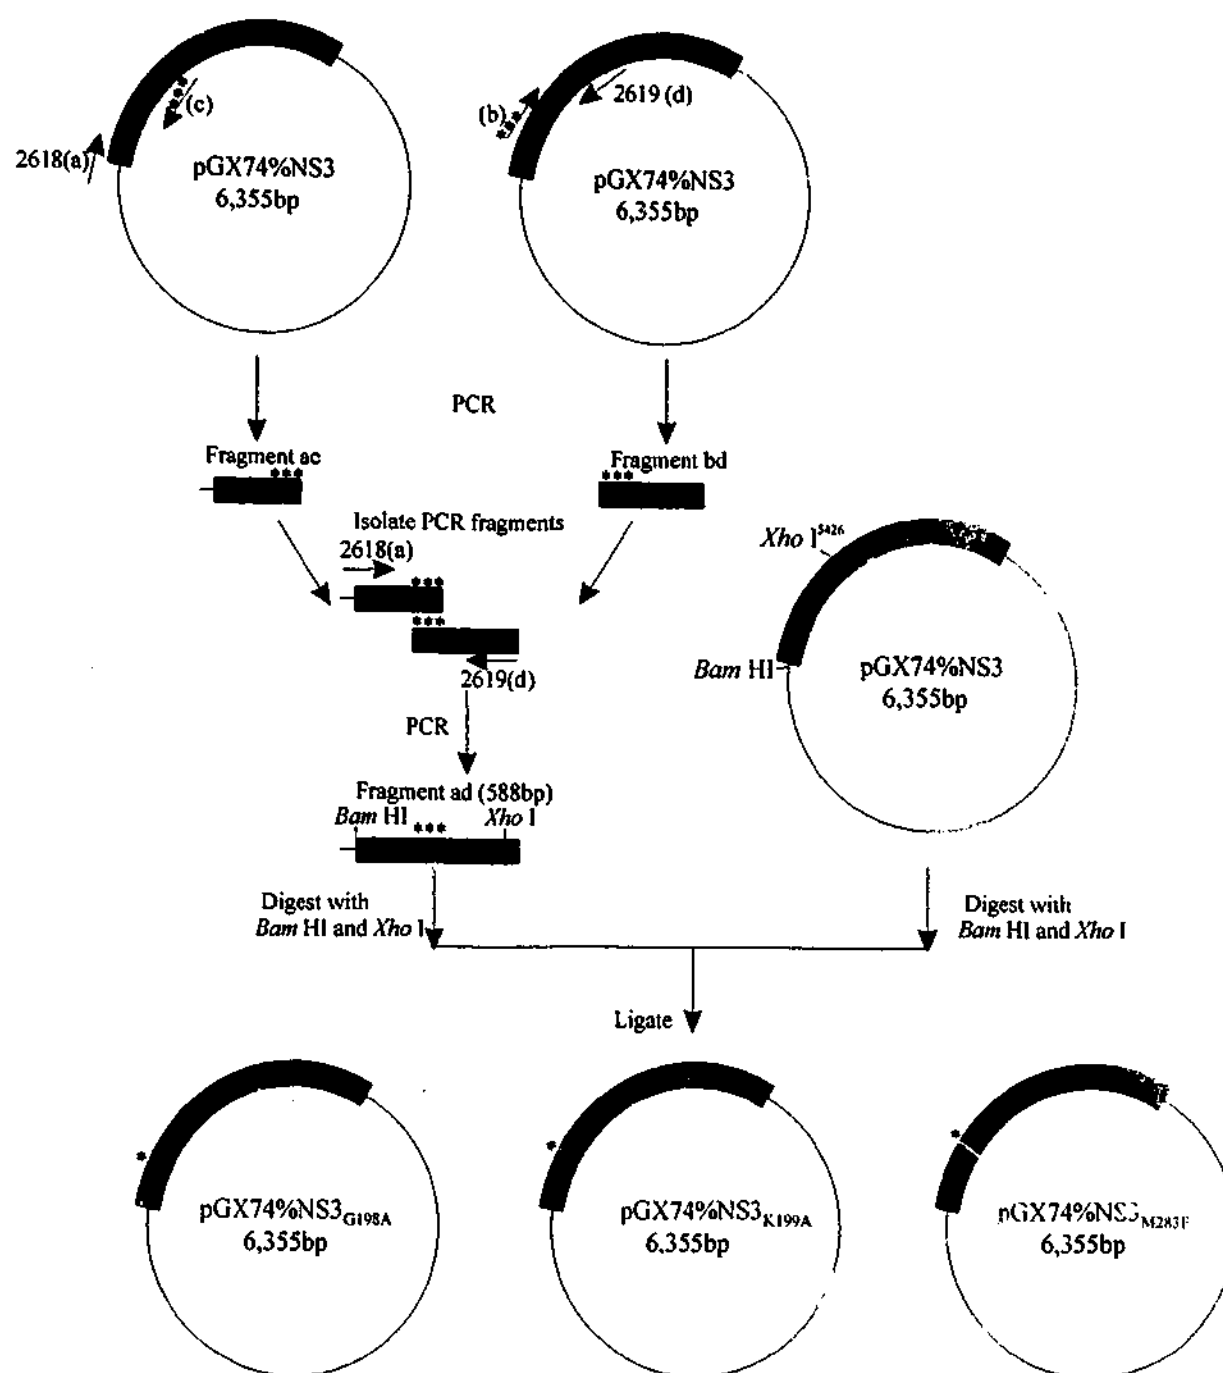 2618(a)
*** (c)
pGX74%NS3
6,355bp
(b) ***
2619 (d)
pGX74%NS3
6,355bp
PCR
Fragment ac
***
Fragment bd
***
Isolate PCR fragments
2618(a)
***
***
2619(d)
PCR
Xho I
Bam HI
pGX74%NS3
6,355bp
Fragment ad (588bp)
Bam HI *** Xho I
Digest with
Bam HI and Xho I
Digest with
Bam HI and Xho I
Ligate
*
pGX74%NS3G198A
6,355bp
*
pGX74%NS3K199A
6,355bp
*
6,355bp